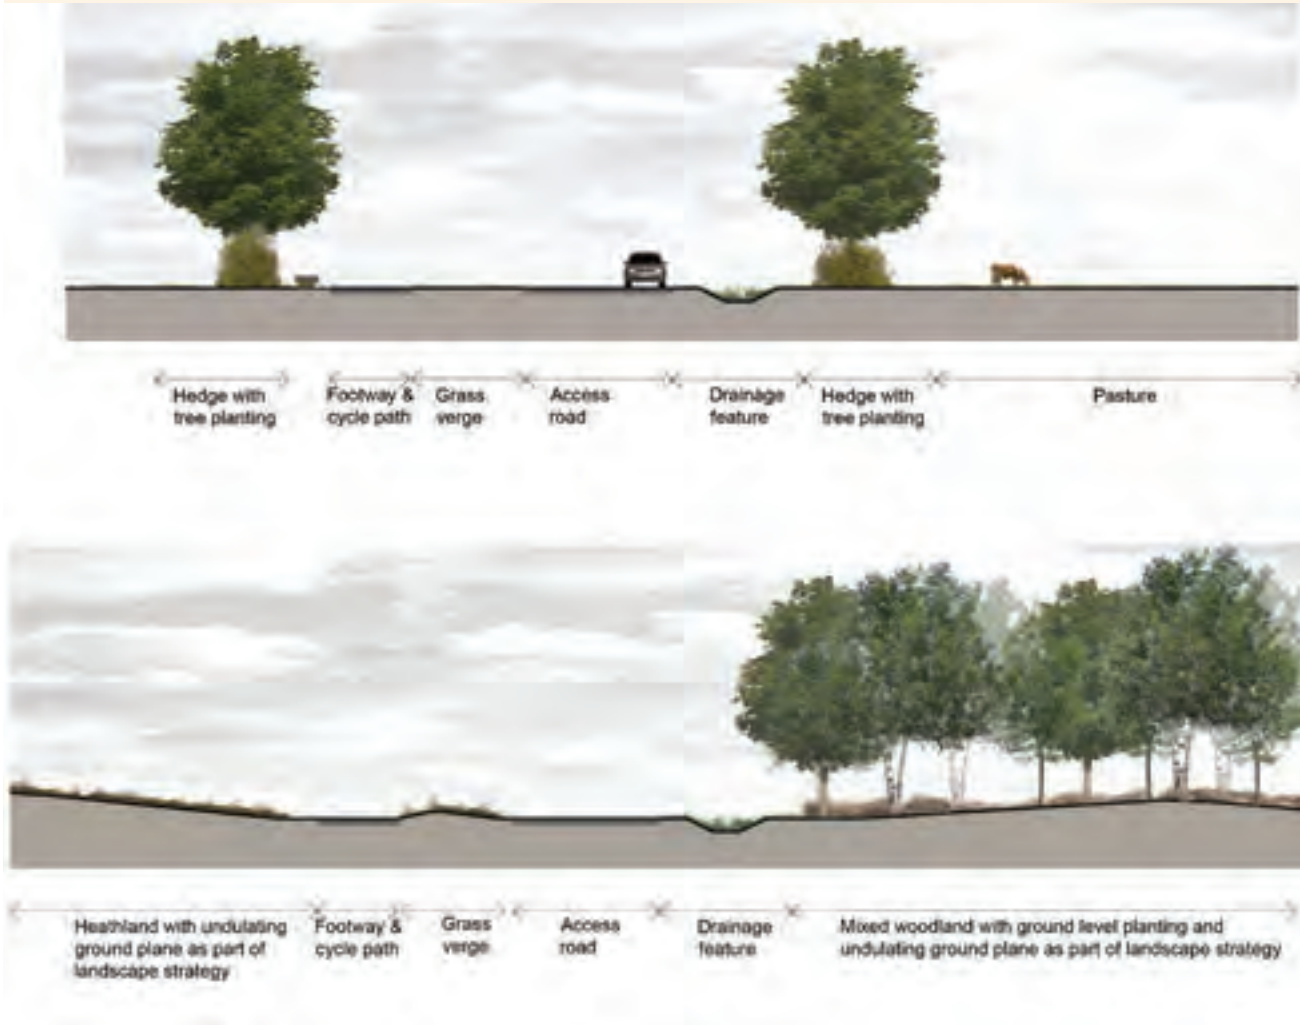 Hedge with
tree planting
Footway &
cycle path
Grass
verge
Access
road
Drainage
feature
Hedge with
tree planting
Pasture
Heathland with undulating
ground plane as part of
landscape strategy
Footway &
cycle path
Grass
verge
Access
road
Drainage
feature
Mixed woodland with ground level planting and
undulating ground plane as part of landscape strategy